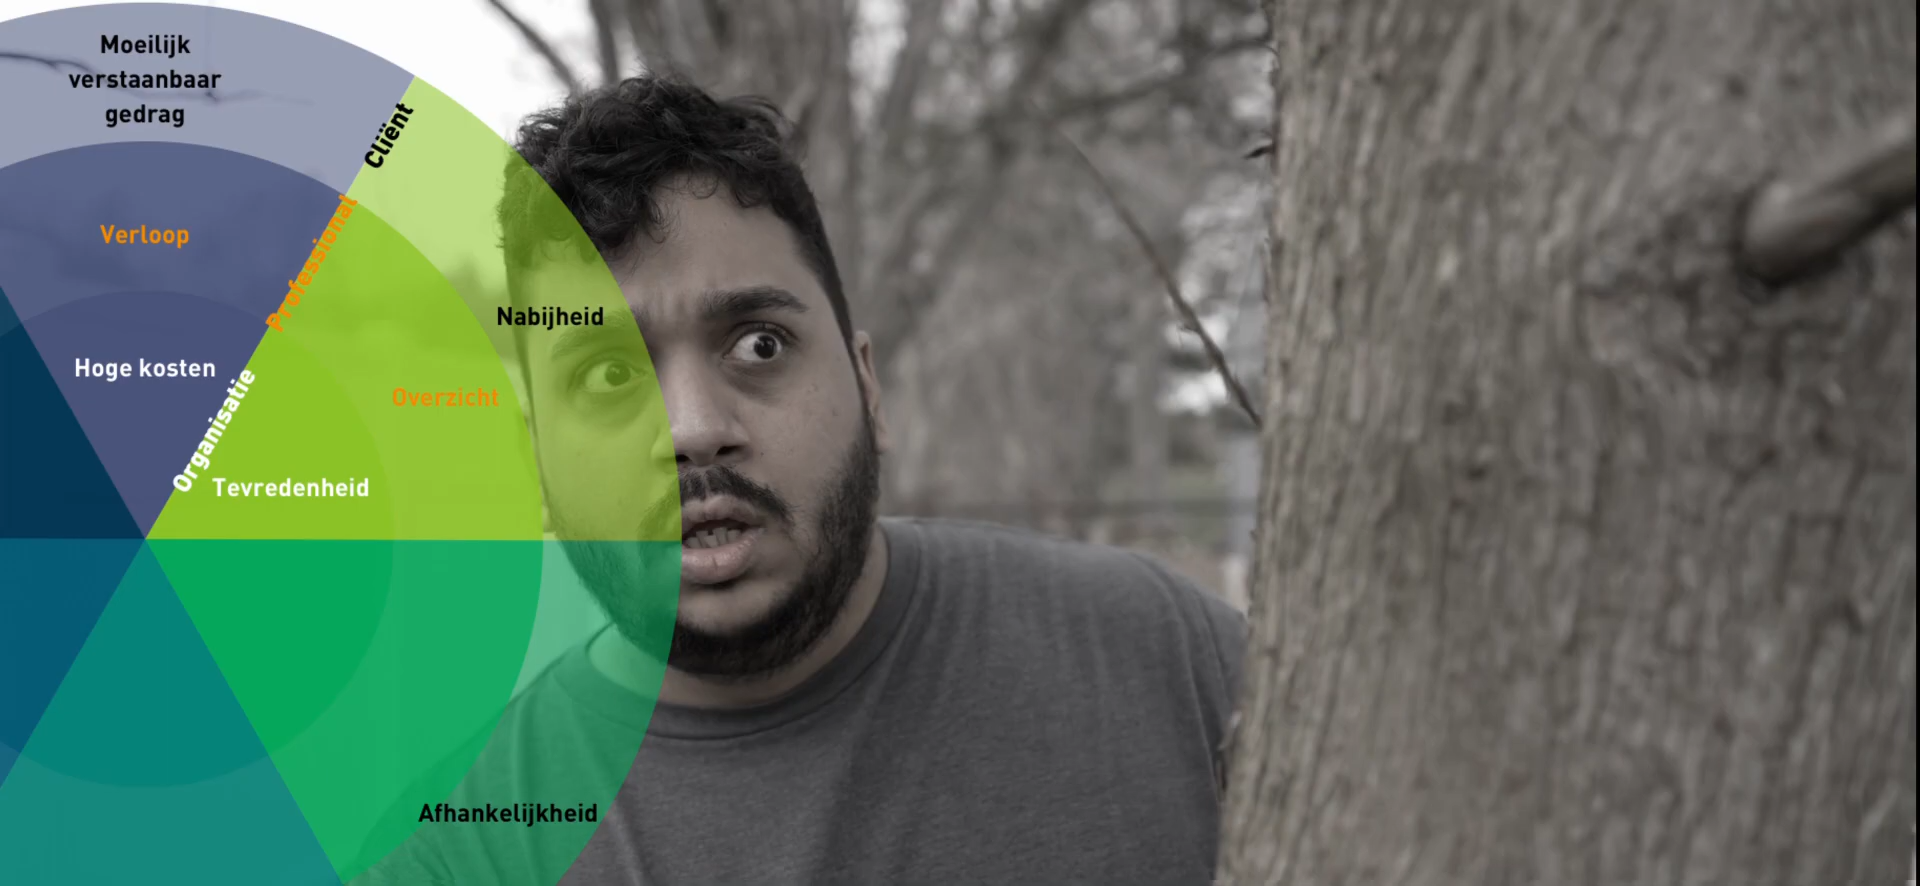 Moeilijk
verstaanbaar
gedrag
Cliënt
Verloop
Professional
Nabijheid
Hoge kosten
Overzicht
Organisatie
Tevredenheid
Afhankelijkheid